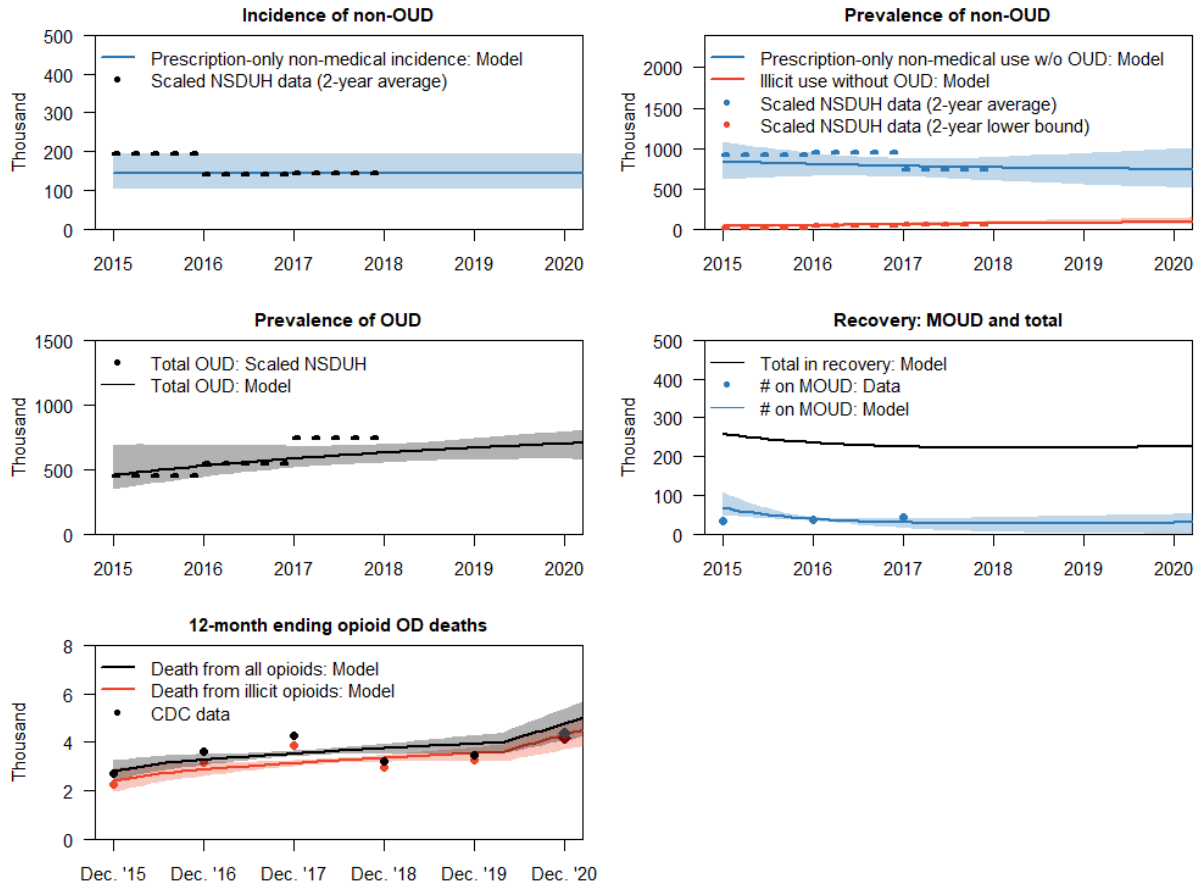 Incidence of non-OUD
Thousand
500
400
300
200
100
0
Prescription-only non-medical incidence: Model
Scaled NSDUH data (2-year average)
2015 2016 2017 2018 2019 2020
Prevalence of non-OUD
Thousand
2000
1500
1000
500
0
Prescription-only non-medical use w/o OUD: Model
Illicit use without OUD: Model
Scaled NSDUH data (2-year average)
Scaled NSDUH data (2-year lower bound)
2015 2016 2017 2018 2019 2020
Prevalence of OUD
Thousand
1500
1000
500
0
Total OUD: Scaled NSDUH
Total OUD: Model
2015 2016 2017 2018 2019 2020
Recovery: MOUD and total
Thousand
500
400
300
200
100
0
Total in recovery: Model
# on MOUD: Data
# on MOUD: Model
2015 2016 2017 2018 2019 2020
12-month ending opioid OD deaths
Thousand
8
6
4
2
0
Death from all opioids: Model
Death from illicit opioids: Model
CDC data
Dec. '15 Dec. '16 Dec. '17 Dec. '18 Dec. '19 Dec. '20